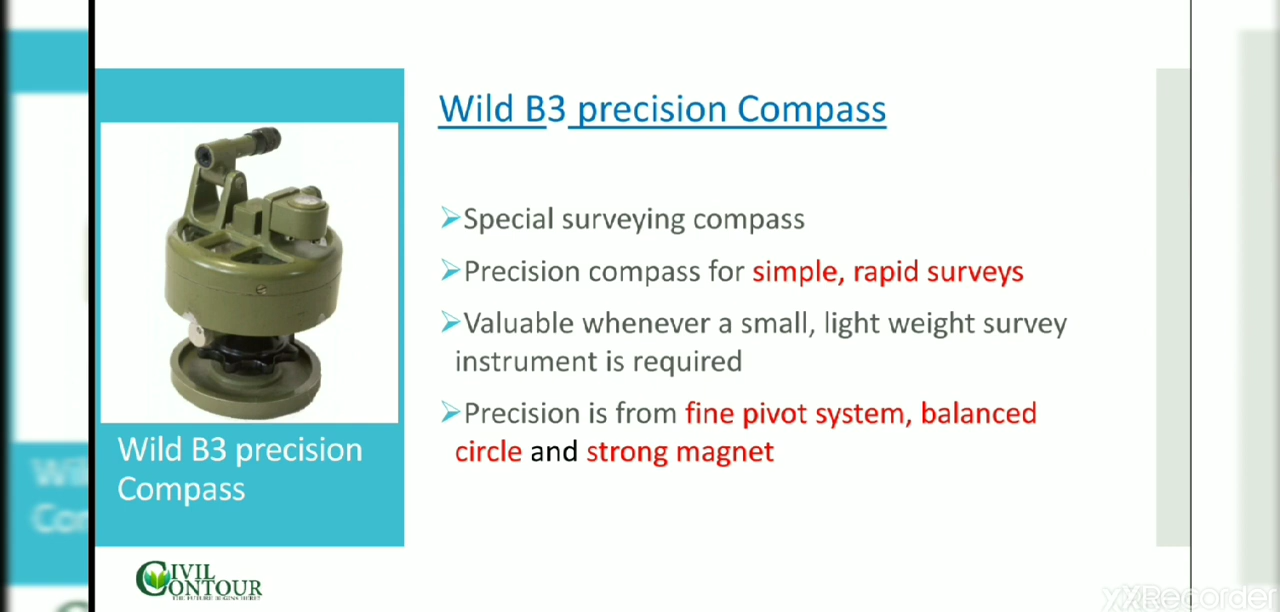 Wild B3 precision Compass
➢Special surveying compass
➢Precision compass for simple, rapid surveys
➢Valuable whenever a small, light weight survey
instrument is required
➢Precision is from fine pivot system, balanced
circle and strong magnet
Wild B3 precision
Compass
CIVIL
CONTOUR
XRecorder